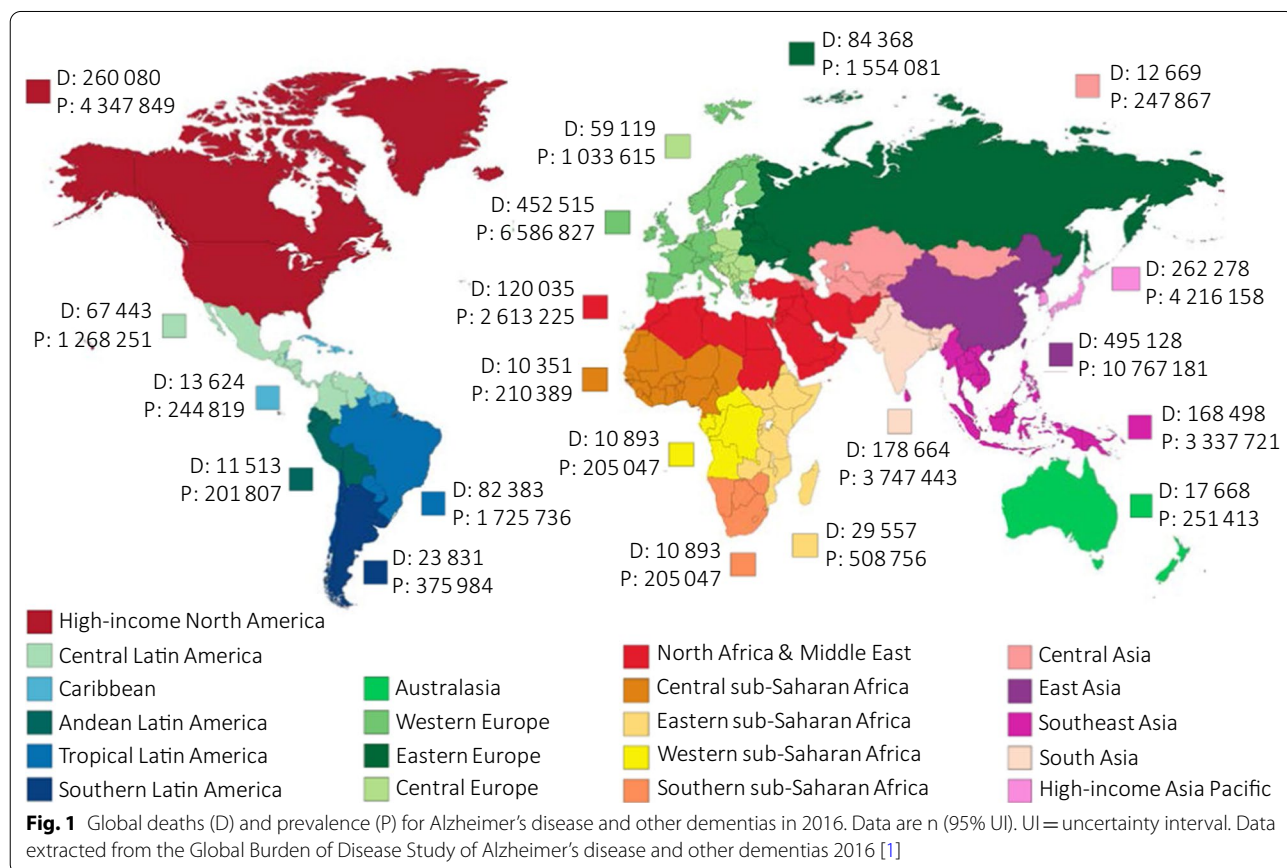 D: 260 080
P: 4 347 849
D: 84 368
P: 1 554 081
D: 12 669
P: 247 867
D: 59 119
P: 1 033 615
D: 452 515
P: 6 586 827
D: 67 443
P: 1 268 251
D: 120 035
P: 2 613 225
D: 262 278
P: 4 216 158
D: 13 624
P: 244 819
D: 10 351
P: 210 389
D: 495 128
P: 10 767 181
D: 11 513
P: 201 807
D: 82 383
P: 1 725 736
D: 10 893
P: 205 047
D: 178 664
P: 3 747 443
D: 168 498
P: 3 337 721
D: 23 831
P: 375 984
D: 10 893
P: 205 047
D: 29 557
P: 508 756
D: 17 668
P: 251 413
High-income North America
Central Latin America
Caribbean
Andean Latin America
Tropical Latin America
Southern Latin America
Australasia
Western Europe
Eastern Europe
Central Europe
North Africa & Middle East
Central sub-Saharan Africa
Eastern sub-Saharan Africa
Western sub-Saharan Africa
Southern sub-Saharan Africa
Central Asia
East Asia
Southeast Asia
South Asia
High-income Asia Pacific
Fig. 1 Global deaths (D) and prevalence (P) for Alzheimer's disease and other dementias in 2016. Data are n (95% UI). UI = uncertainty interval. Data
extracted from the Global Burden of Disease Study of Alzheimer's disease and other dementias 2016 [1]